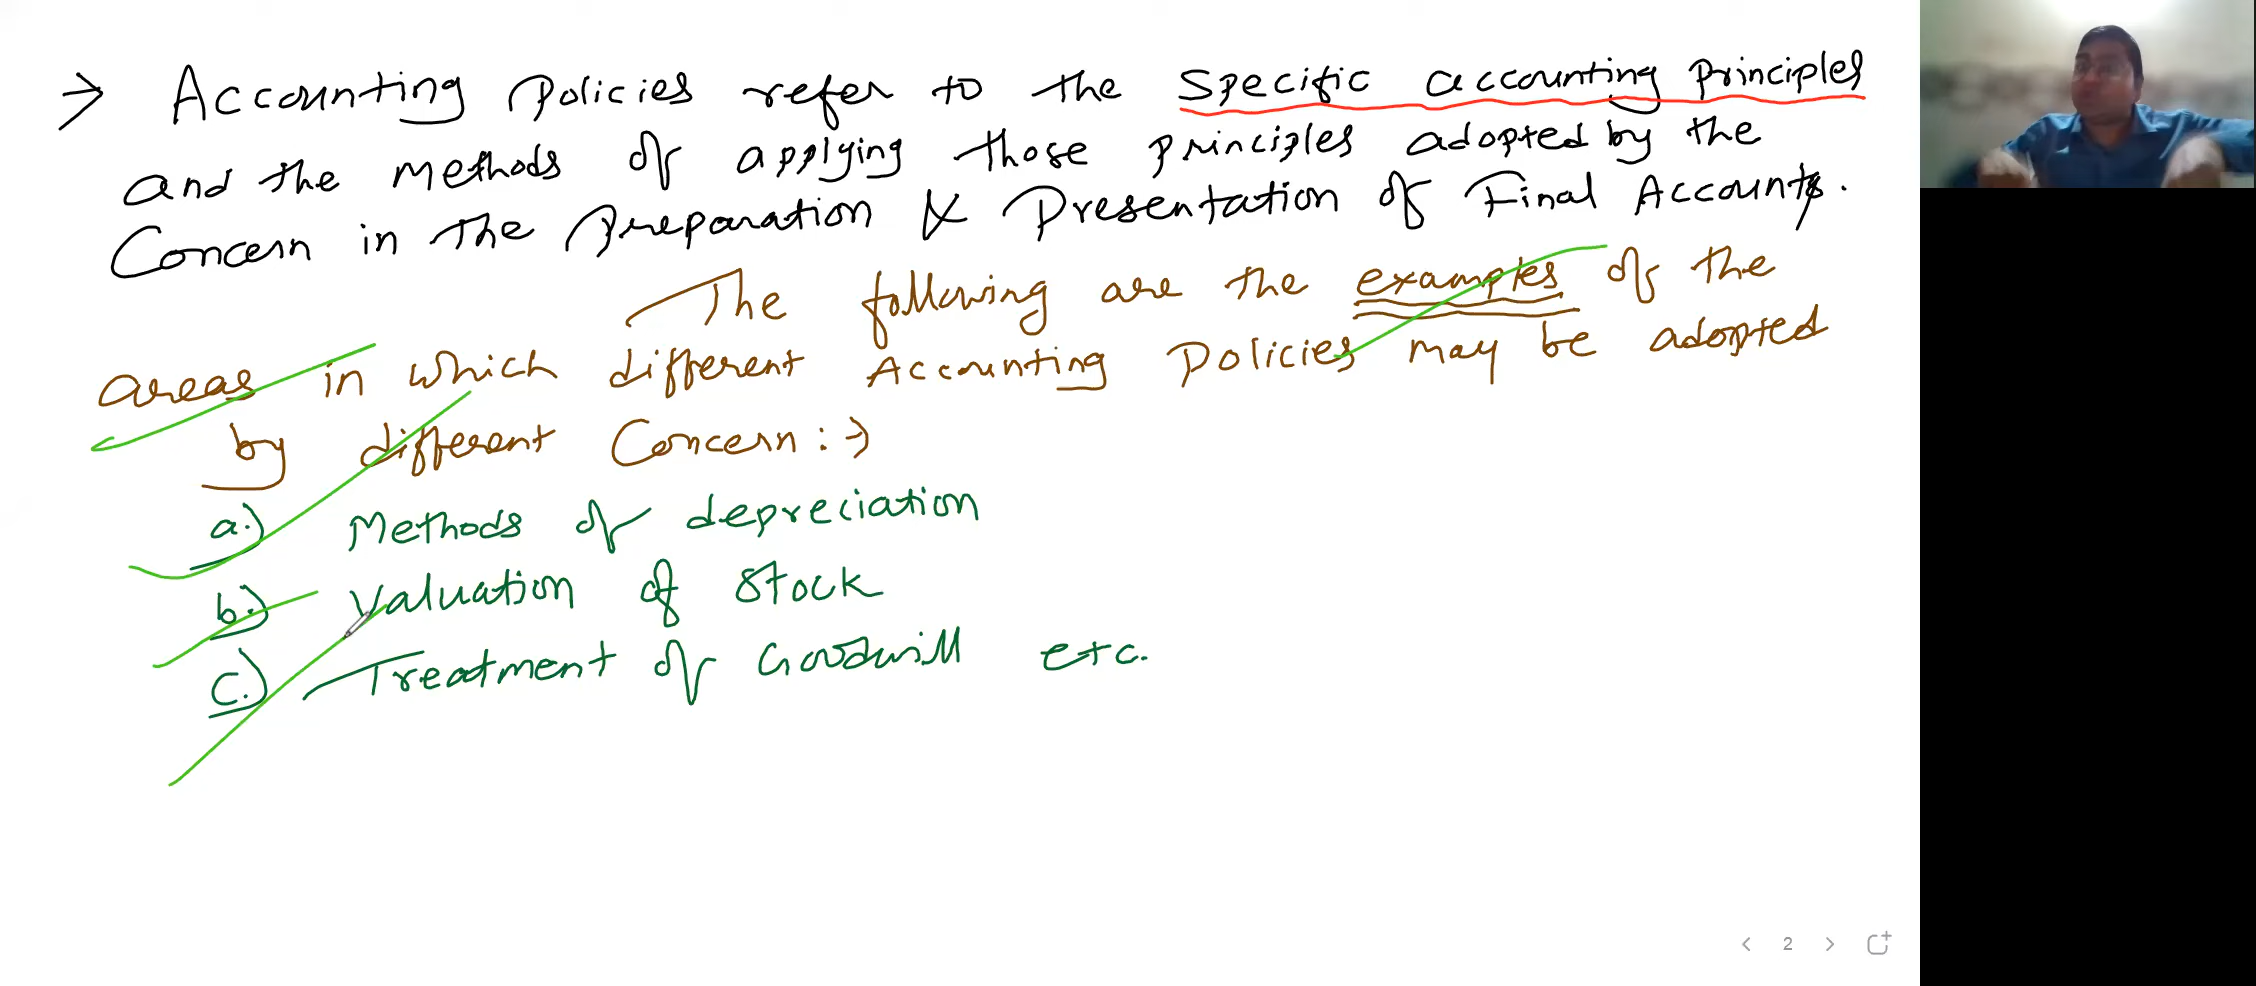 → Accounting Policies refer to the Specific accounting principles
and the methods of applying those principles adopted by the
Concern in the Preparation & Presentation of Final Accounts.
The following are the examples of the
areas in which different Accounting Policies may be adopted
by different Concern :→
a.) Methods of depreciation
b.) Valuation of Stock
c.) Treatment of Goodwill etc.
< 2 >